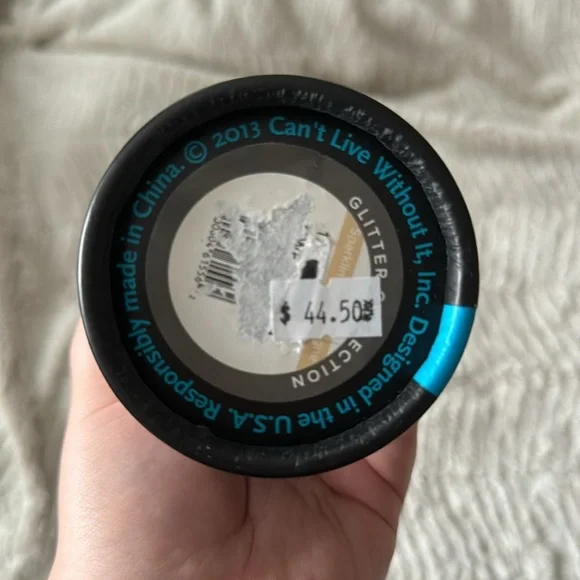 © 2013 Can't Live Without It, Inc. Designed in the U.S.A. Responsibly made in China.
GLITTER
ECTION
$ 44.50